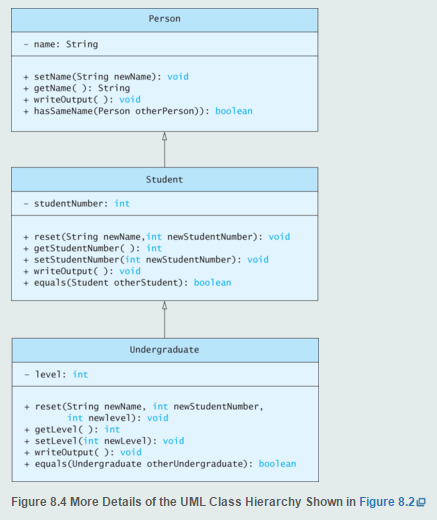 Person
– name: String
+ setName(String newName): void
+ getName( ): String
+ writeOutput( ): void
+ hasSameName(Person otherPerson)): boolean
Student
– studentNumber: int
+ reset(String newName,int newStudentNumber): void
+ getStudentNumber( ): int
+ setStudentNumber(int newStudentNumber): void
+ writeOutput( ): void
+ equals(Student otherStudent): boolean
Undergraduate
– level: int
+ reset(String newName, int newStudentNumber,
int newlevel): void
+ getLevel( ): int
+ setLevel(int newLevel): void
+ writeOutput( ): void
+ equals(Undergraduate otherUndergraduate): boolean
Figure 8.4 More Details of the UML Class Hierarchy Shown in Figure 8.2